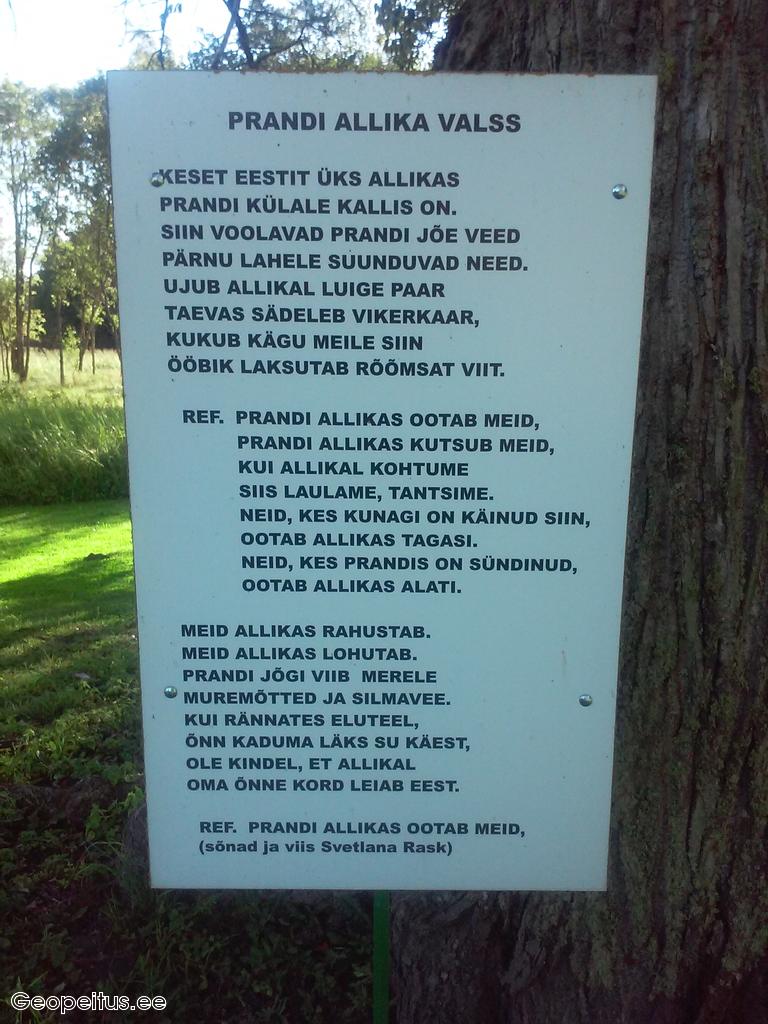 PRANDI ALLIKA VALSS
KESET EESTIT ÜKS ALLIKAS
PRANDI KÜLALE KALLIS ON.
SIIN VOOLAVAD PRANDI JÕE VEED
PÄRNU LAHELE SUUNDUVAD NEED.
UJUB ALLIKAL LUIGE PAAR
TAEVAS SÄDELEB VIKERKAAR,
KUKUB KÄGU MEILE SIIN
ÖÖBIK LAKSUTAB RÕÕMSAT VIIT.
REF. PRANDI ALLIKAS OOTAB MEID,
PRANDI ALLIKAS KUTSUB MEID,
KUI ALLIKAL KOHTUME
SIIS LAULAME, TANTSIME.
NEID, KES KUNAGI ON KÄINUD SIIN,
OOTAB ALLIKAS TAGASI.
NEID, KES PRANDIS ON SÜNDINUD,
OOTAB ALLIKAS ALATI.
MEID ALLIKAS RAHUSTAB.
MEID ALLIKAS LOHUTAB.
PRANDI JÕGI VIIB MERELE
MUREMÕTTED JA SILMAVEE.
KUI RÄNNATES ELUTEEL,
ÕNN KADUMA LÄKS SU KÄEST,
OLE KINDEL, ET ALLIKAL
OMA ÕNNE KORD LEIAB EEST.
REF. PRANDI ALLIKAS OOTAB MEID,
(sõnad ja viis Svetlana Rask)
Geopeitus.ee